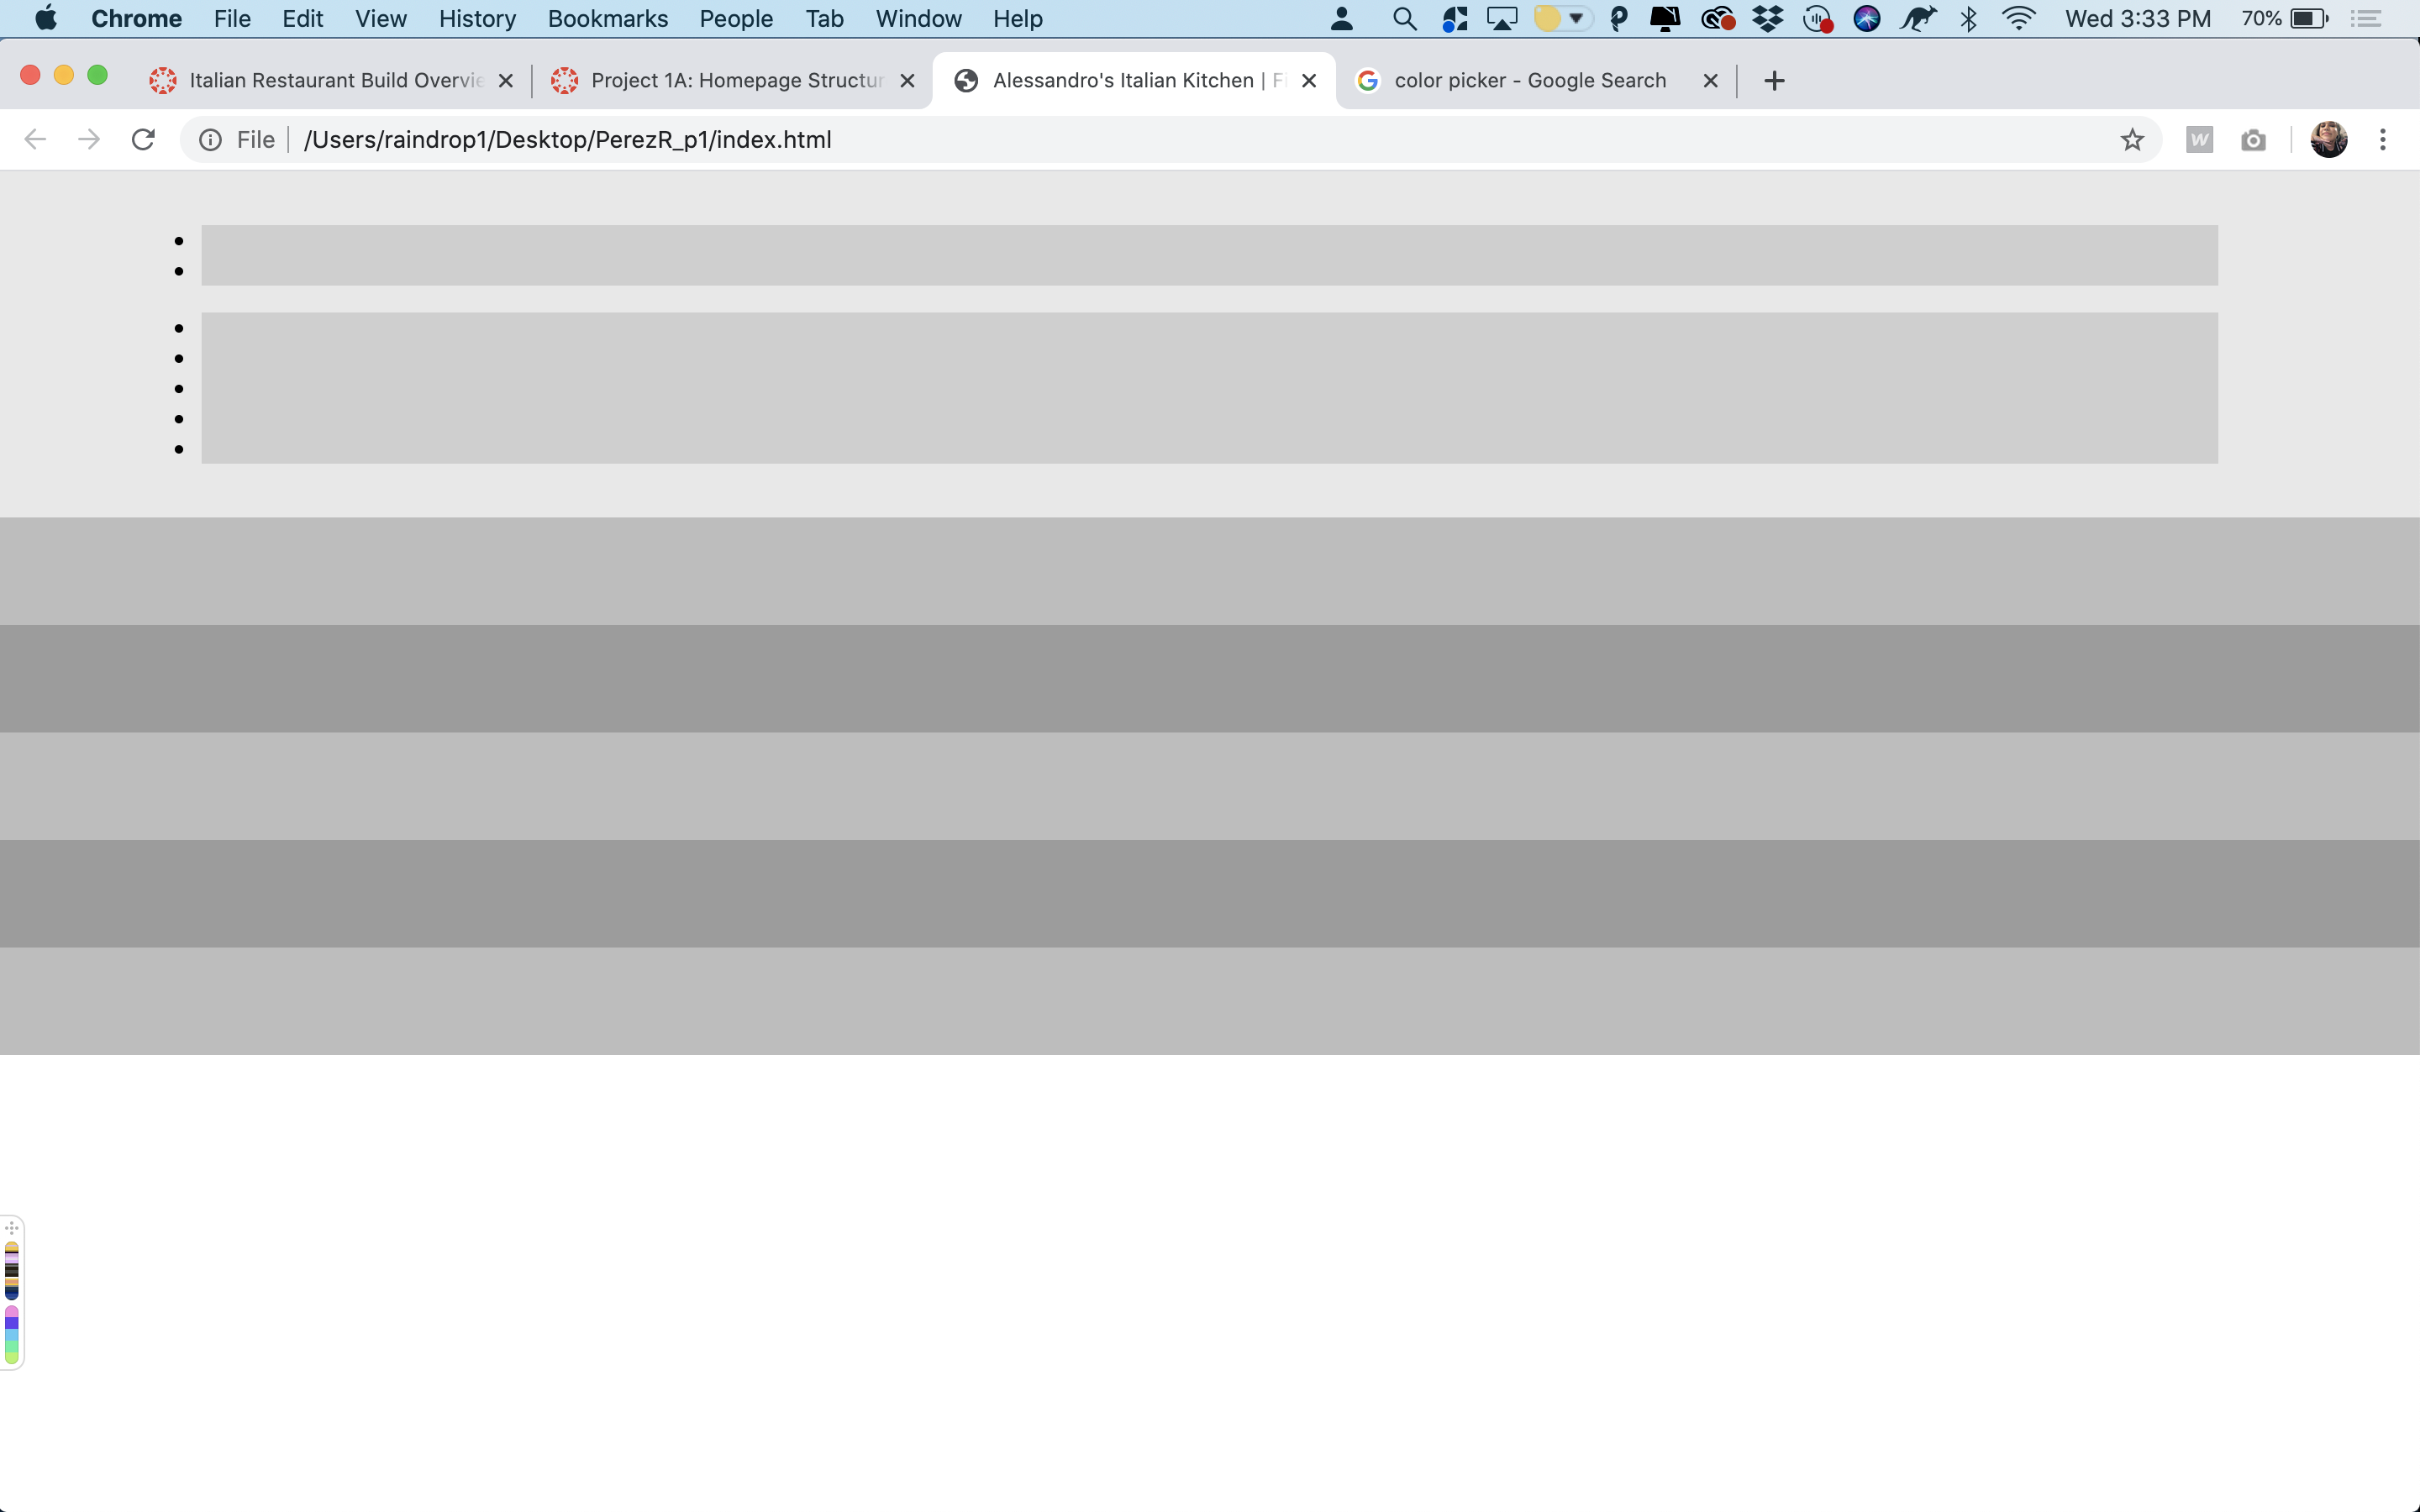 Chrome File Edit View History Bookmarks People Tab Window Help Wed 3:33 PM 70%
Italian Restaurant Build Overvie Project 1A: Homepage Structur Alessandro's Italian Kitchen | Fi color picker - Google Search
File /Users/raindrop1/Desktop/PerezR_p1/index.html